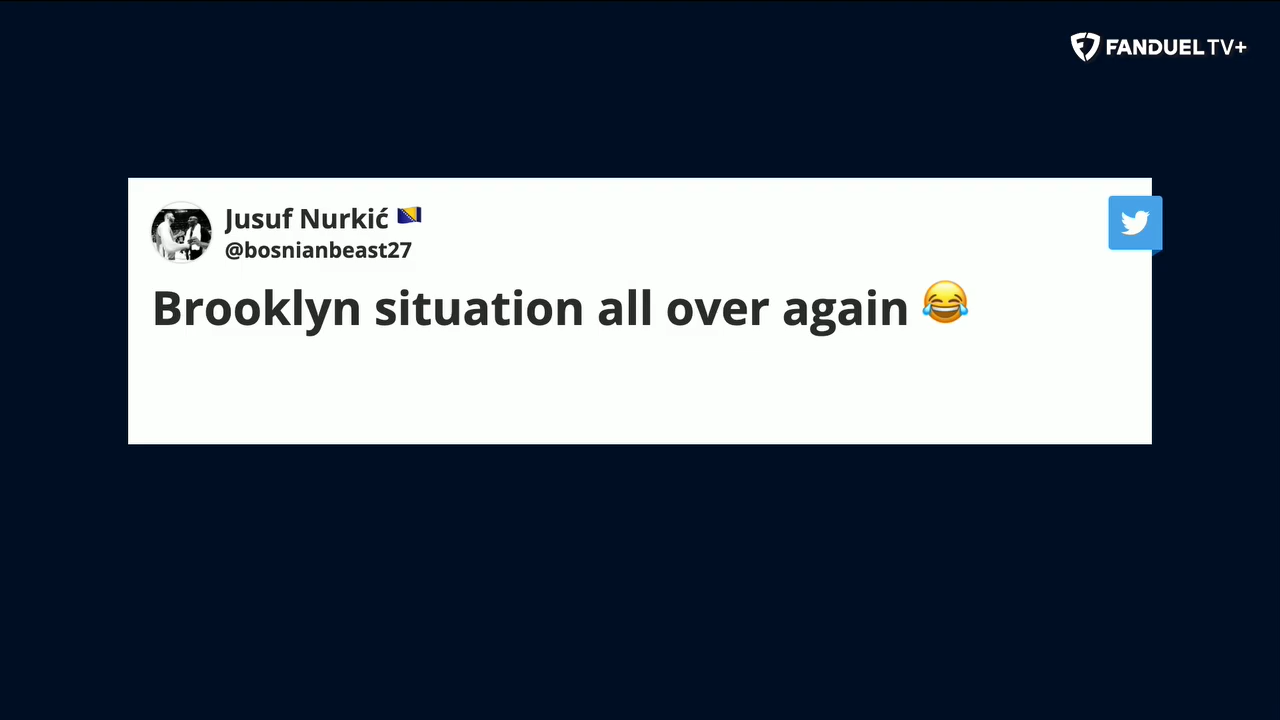 FANDUEL TV+
Jusuf Nurkić 🇧🇦
@bosnianbeast27
Brooklyn situation all over again 😂